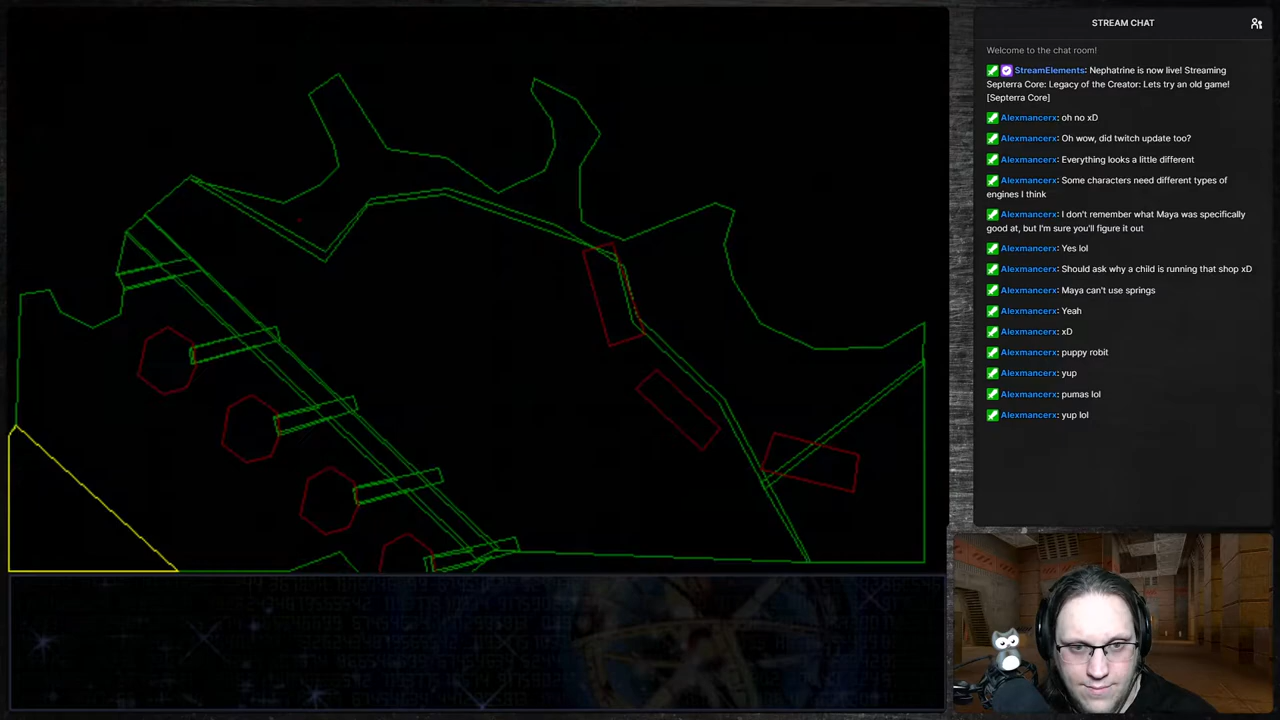 STREAM CHAT
Welcome to the chat room!
StreamElements: Nephatrine is now live! Streaming
Septerra Core: Legacy of the Creator: Lets try an old game!
[Septerra Core]
Alexmancerx: oh no xD
Alexmancerx: Oh wow, did twitch update too?
Alexmancerx: Everything looks a little different
Alexmancerx: Some characters need different types of
engines I think
Alexmancerx: I don't remember what Maya was specifically
good at, but I'm sure you'll figure it out
Alexmancerx: Yes lol
Alexmancerx: Should ask why a child is running that shop xD
Alexmancerx: Maya can't use springs
Alexmancerx: Yeah
Alexmancerx: xD
Alexmancerx: puppy robit
Alexmancerx: yup
Alexmancerx: pumas lol
Alexmancerx: yup lol